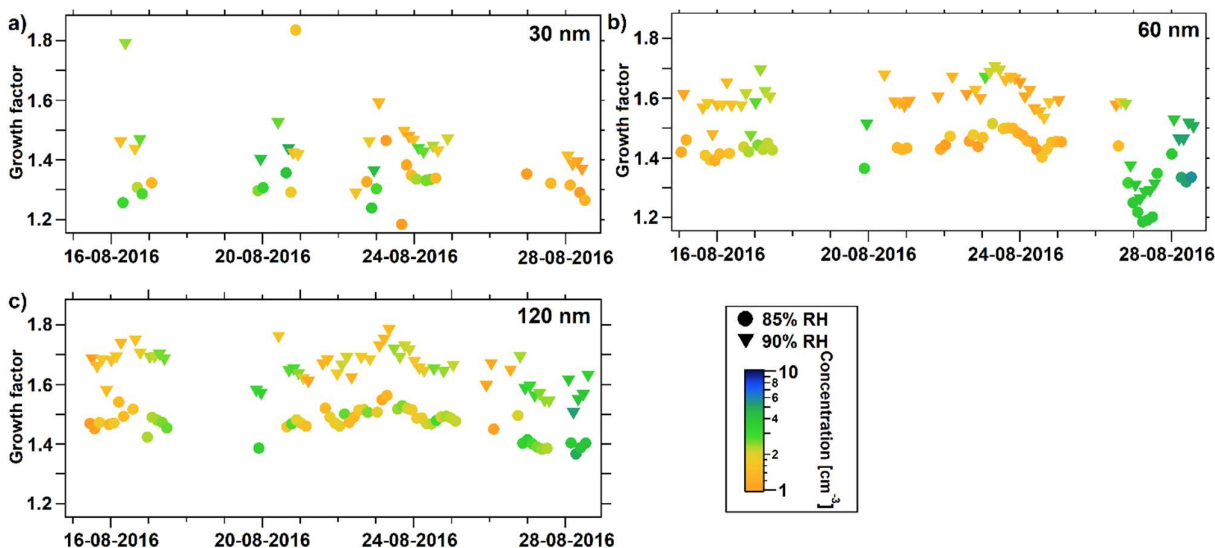 a)
30 nm
Growth factor
1.8
1.6
1.4
1.2
16-08-2016 20-08-2016 24-08-2016 28-08-2016
b)
60 nm
Growth factor
1.8
1.6
1.4
1.2
16-08-2016 20-08-2016 24-08-2016 28-08-2016
c)
120 nm
Growth factor
1.8
1.6
1.4
1.2
16-08-2016 20-08-2016 24-08-2016 28-08-2016
85% RH
90% RH
Concentration [cm⁻³]
10
8
6
4
2
1